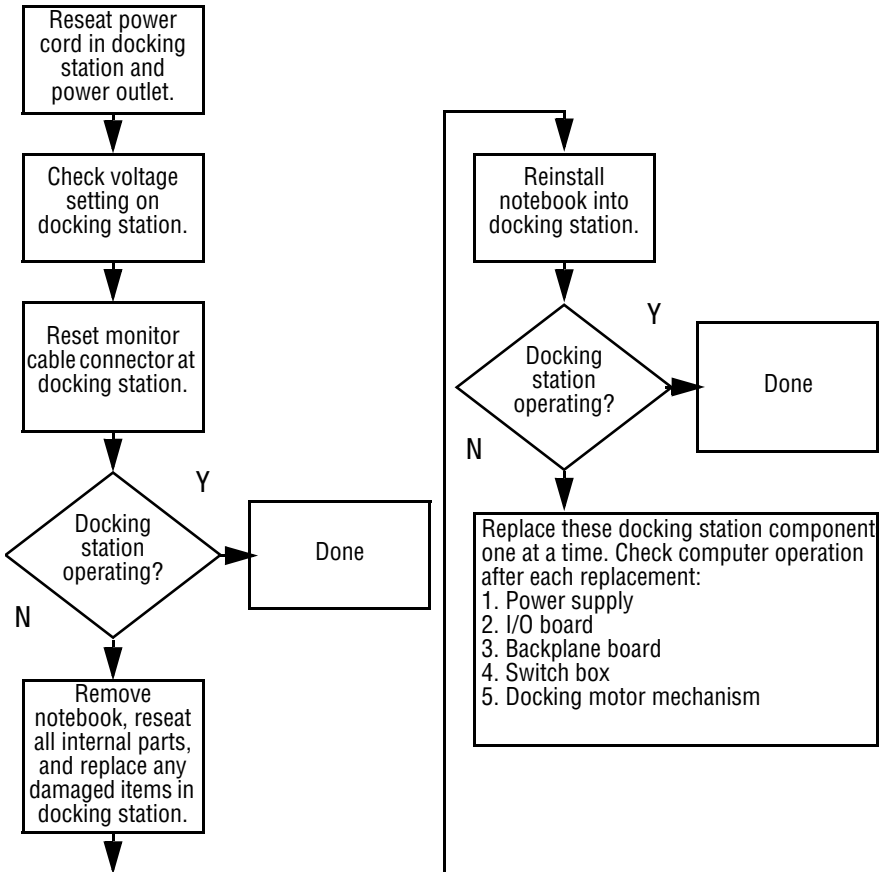 Reseat power
cord in docking
station and
power outlet.
Check voltage
setting on
docking station.
Reset monitor
cable connector at
docking station.
Y
Docking
station
operating?
Done
N
Remove
notebook, reseat
all internal parts,
and replace any
damaged items in
docking station.
Reinstall
notebook into
docking station.
Y
Docking
station
operating?
Done
N
Replace these docking station component
one at a time. Check computer operation
after each replacement:
1. Power supply
2. I/O board
3. Backplane board
4. Switch box
5. Docking motor mechanism